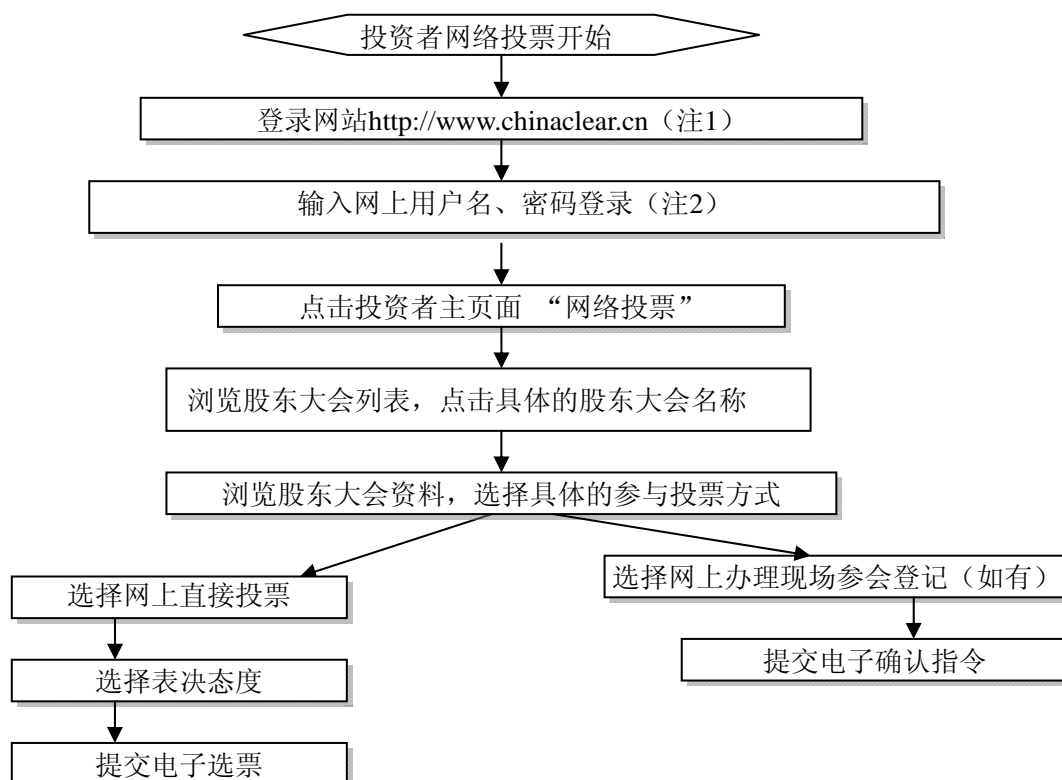 投资者网络投票开始
登录网站http://www.chinaclear.cn（注1）
输入网上用户名、密码登录（注2）
点击投资者主页面 “网络投票”
浏览股东大会列表，点击具体的股东大会名称
浏览股东大会资料，选择具体的参与投票方式
选择网上直接投票
选择表决态度
提交电子选票
选择网上办理现场参会登记（如有）
提交电子确认指令